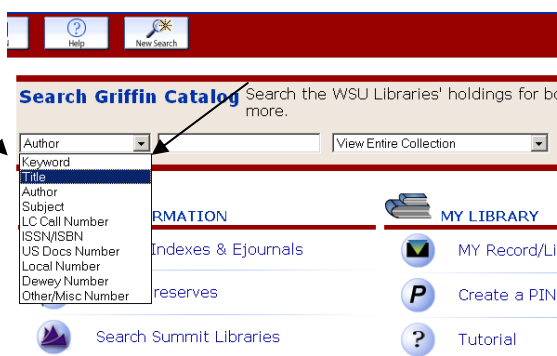 Help
New Search
Search Griffin Catalog Search the WSU Libraries' holdings for
more.
Author
View Entire Collection
Keyword
Title
Author
Subject
LC Call Number
ISSN/ISBN
US Docs Number
Local Number
Dewey Number
Other/Misc Number
MY LIBRARY
Indexes & Ejournals
MY Record/Li
reserves
Create a PIN
Search Summit Libraries
Tutorial